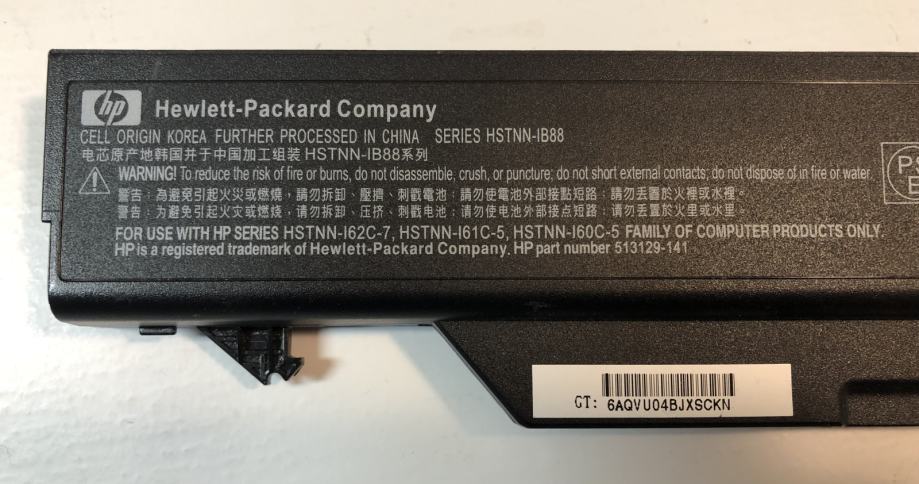 hp Hewlett-Packard Company
CELL ORIGIN KOREA FURTHER PROCESSED IN CHINA SERIES HSTNN-IB88
电芯原产地韩国并于中国加工组装 HSTNN-IB88系列
WARNING! To reduce the risk of fire or burns, do not disassemble, crush, or puncture; do not short external contacts; do not dispose of in fire or water.
警告：為避免引起火災或燃燒，請勿拆卸、壓擠、刺戳電池；請勿使電池外部接點短路；請勿丟置於火裡或水裡。
警告：为避免引起火灾或燃烧，请勿拆卸、压挤、刺戳电池；请勿使电池外部接点短路；请勿丢置於火里或水里。
FOR USE WITH HP SERIES HSTNN-I62C-7, HSTNN-I61C-5, HSTNN-I60C-5 FAMILY OF COMPUTER PRODUCTS ONLY.
HP is a registered trademark of Hewlett-Packard Company. HP part number 513129-141
CT: 6AQVU04BJXSCKN